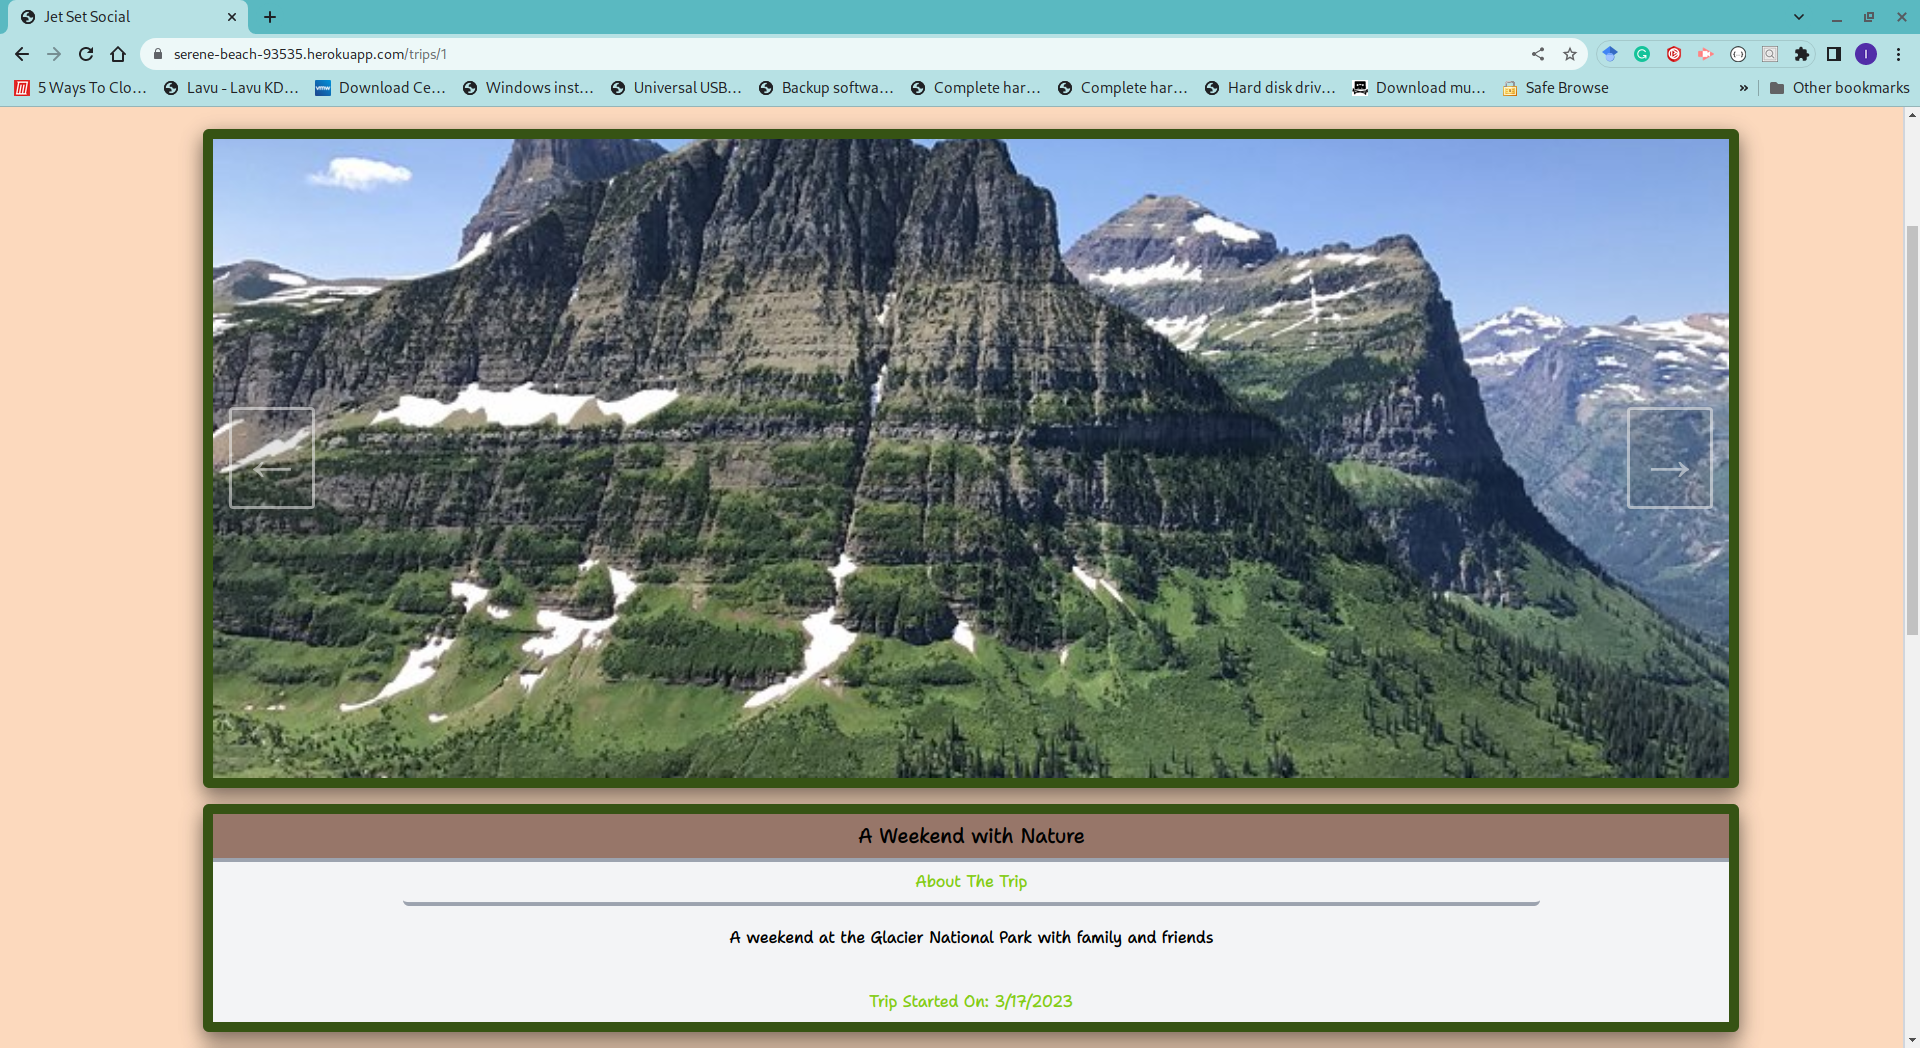 Jet Set Social
serene-beach-93535.herokuapp.com/trips/1
I
5 Ways To Clo…
Lavu - Lavu KD…
vmw
Download Ce…
Windows inst…
Universal USB…
Backup softwa…
Complete har…
Complete har…
Hard disk driv…
Download mu…
Safe Browse
»
Other bookmarks
←
→
A Weekend with Nature
About The Trip
A weekend at the Glacier National Park with family and friends
Trip Started On: 3/17/2023